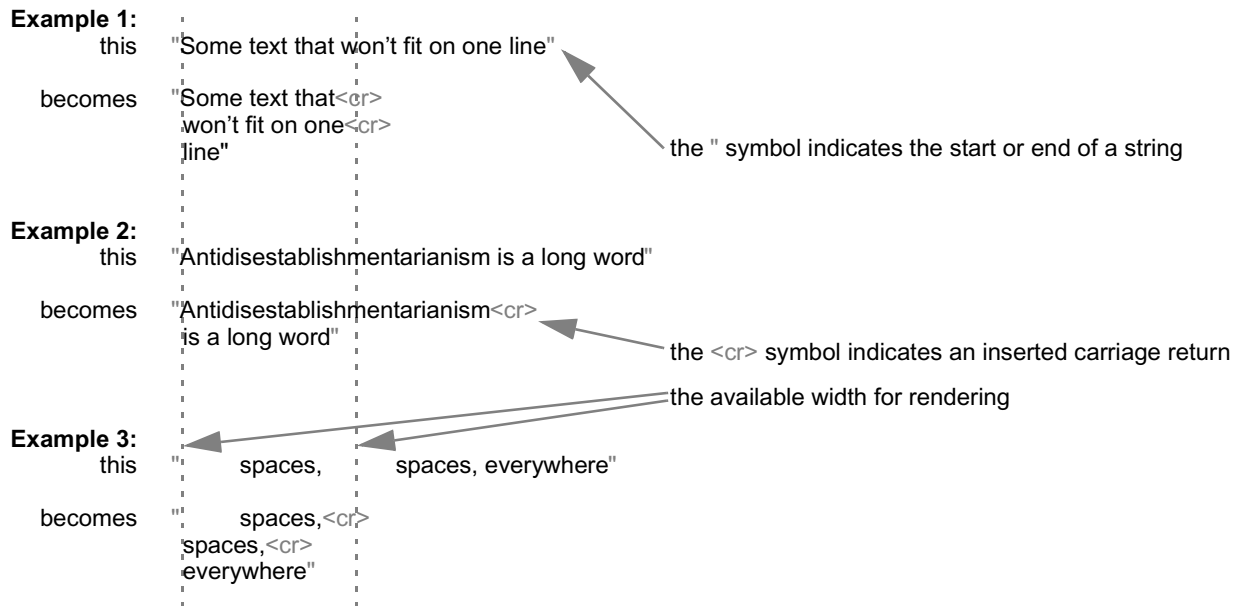 Example 1:
this "Some text that won’t fit on one line"
becomes "Some text that<cr>
won’t fit on one<cr>
line"
the " symbol indicates the start or end of a string
Example 2:
this "Antidisestablishmentarianism is a long word"
becomes "Antidisestablishmentarianism<cr>
is a long word"
the <cr> symbol indicates an inserted carriage return
the available width for rendering
Example 3:
this " spaces, spaces, everywhere"
becomes " spaces,<cr>
spaces,<cr>
everywhere"